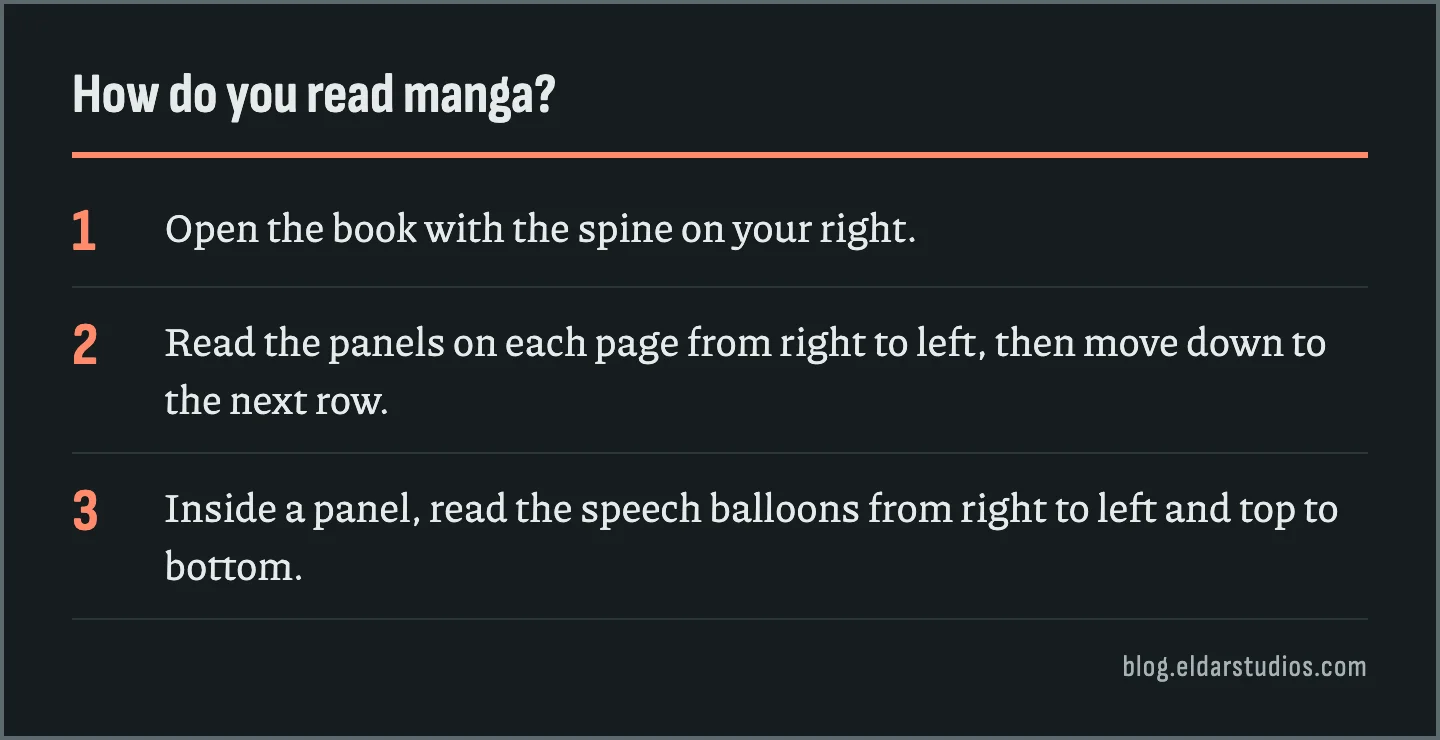 How do you read manga?
1 Open the book with the spine on your right.
2 Read the panels on each page from right to left, then move down to
the next row.
3 Inside a panel, read the speech balloons from right to left and top to
bottom.
blog.eldarstudios.com